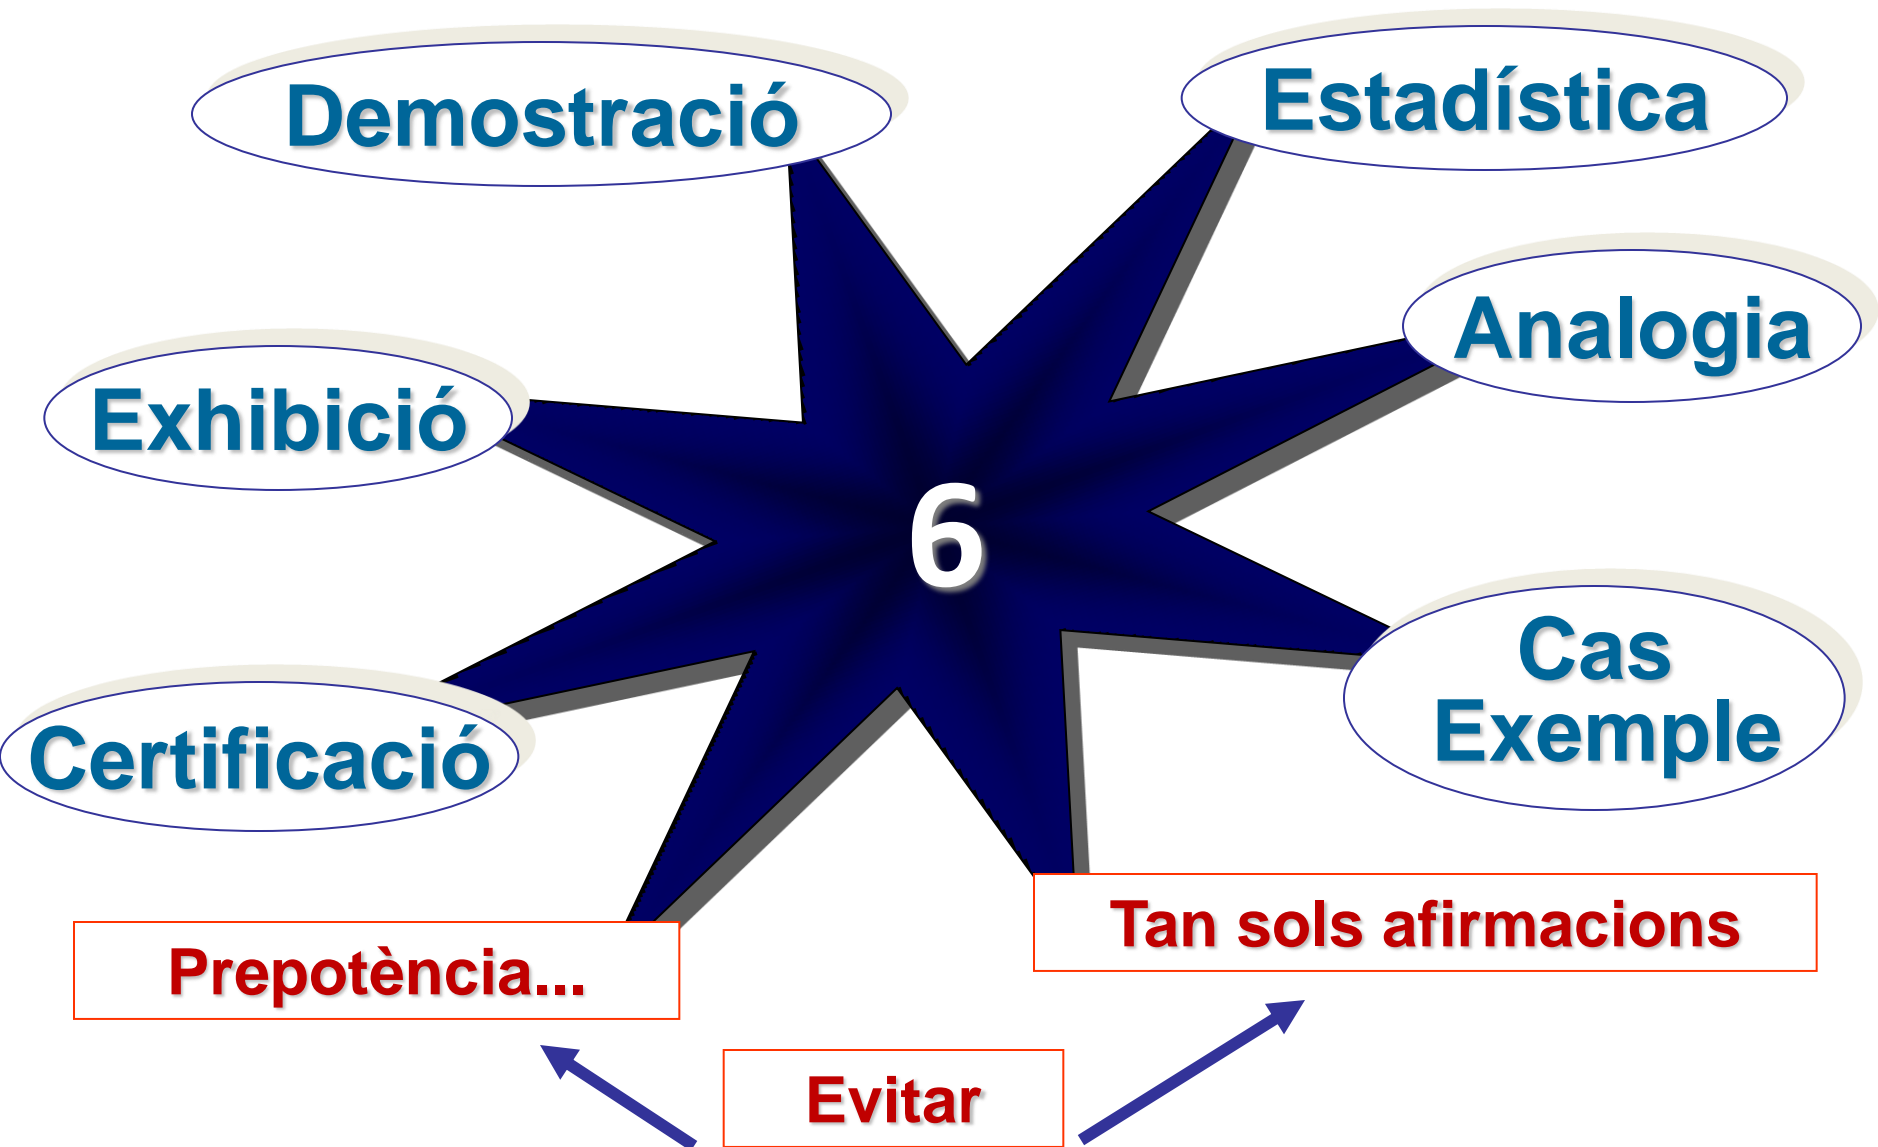 Demostració
Estadística
Analogia
Exhibició
6
Cas
Exemple
Certificació
Tan sols afirmacions
Prepotència...
Evitar